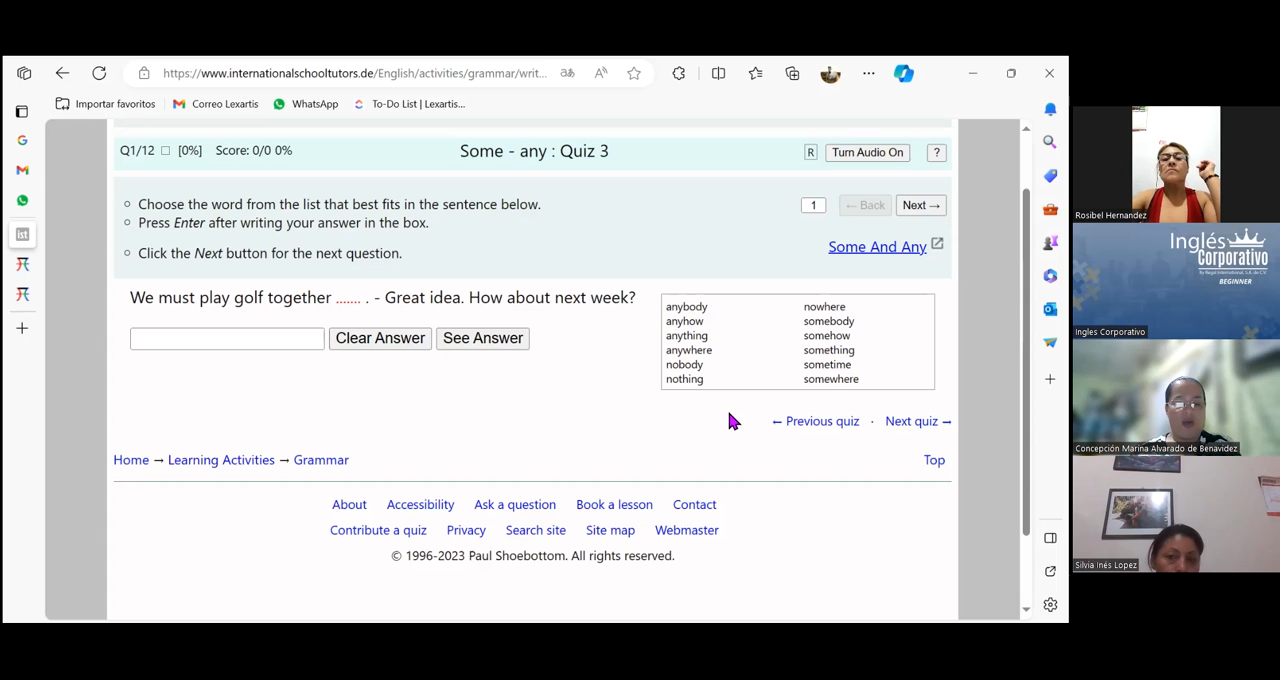 https://www.internationalschooltutors.de/English/activities/grammar/writ...
Importar favoritos
Correo Lexartis
WhatsApp
To-Do List | Lexartis...
Q1/12 [0%] Score: 0/0 0%
Some - any : Quiz 3
R
Turn Audio On
?
Choose the word from the list that best fits in the sentence below.
Press Enter after writing your answer in the box.
Click the Next button for the next question.
1
← Back
Next →
Some And Any
We must play golf together ....... . - Great idea. How about next week?
Clear Answer
See Answer
anybody nowhere
anyhow somebody
anything somehow
anywhere something
nobody sometime
nothing somewhere
← Previous quiz · Next quiz →
Home → Learning Activities → Grammar
Top
About Accessibility Ask a question Book a lesson Contact
Contribute a quiz Privacy Search site Site map Webmaster
© 1996-2023 Paul Shoebottom. All rights reserved.
Rosibel Hernandez
Inglés
Corporativo
By Regal International, S.A. de C.V.
BEGINNER
Ingles Corporativo
Concepción Marina Alvarado de Benavidez
Silvia Inés Lopez